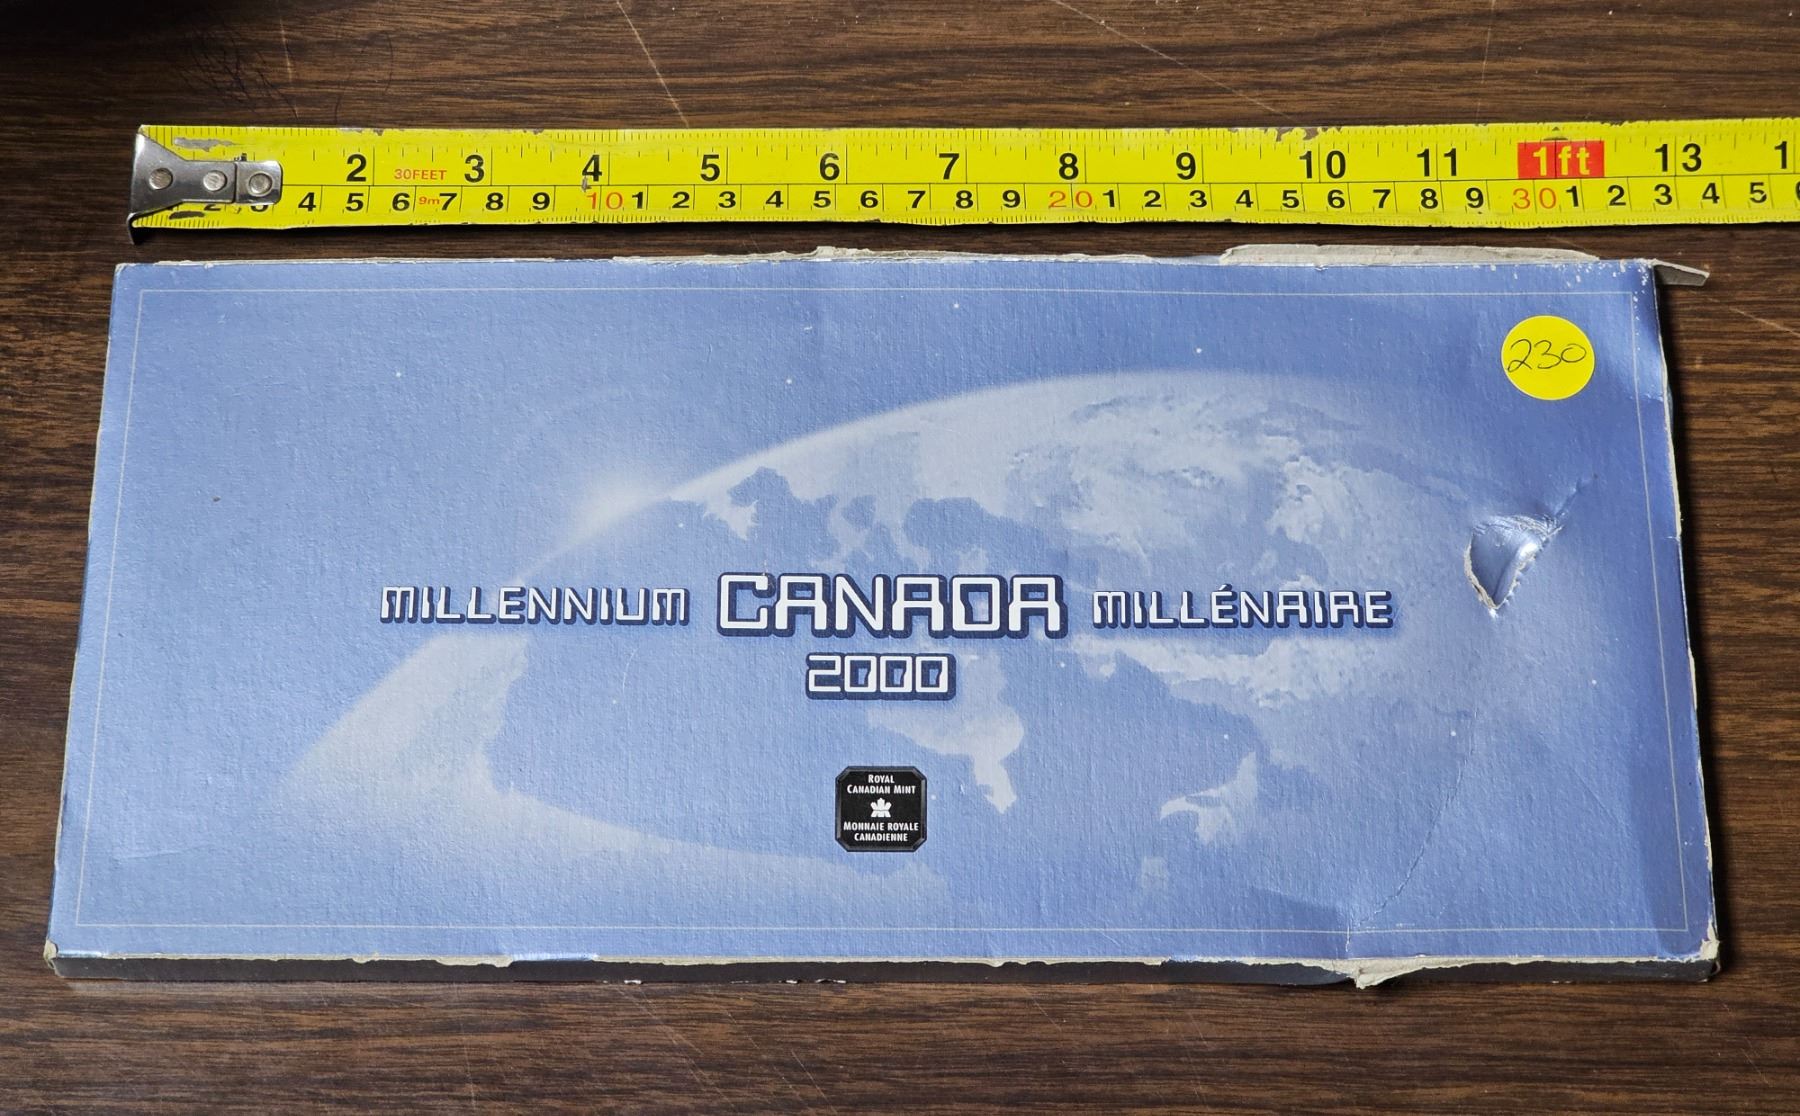 2 30FEET 3 4 5 6 7 8 9 10 11 1ft 13 1
4 5 6 9m 7 8 9 10 1 2 3 4 5 6 7 8 9 20 1 2 3 4 5 6 7 8 9 30 1 2 3 4 5
230
MILLENNIUM CANADA MILLÉNAIRE
2000
ROYAL
CANADIAN MINT
MONNAIE ROYALE
CANADIENNE